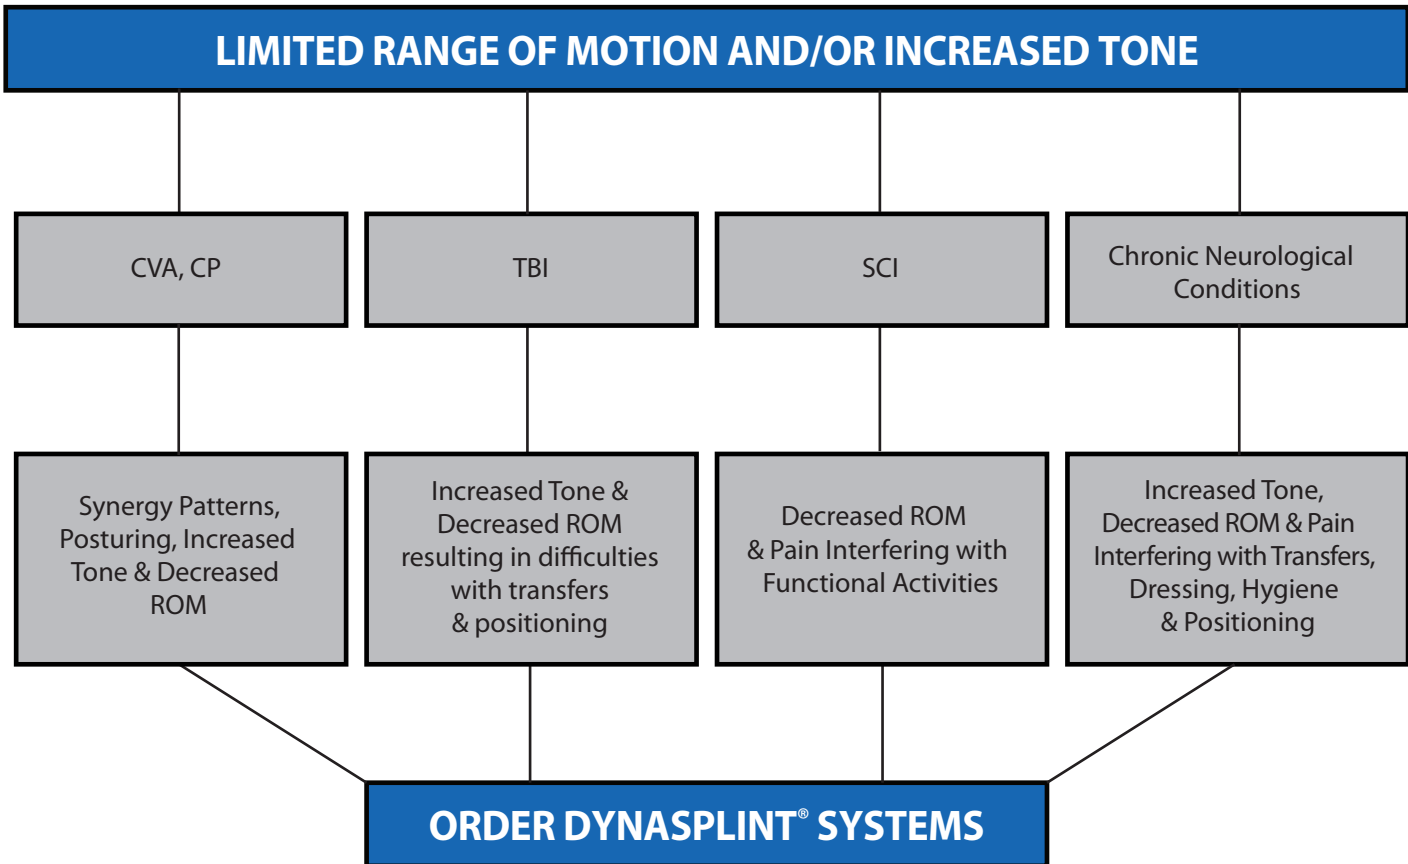 LIMITED RANGE OF MOTION AND/OR INCREASED TONE
CVA, CP
TBI
SCI
Chronic Neurological
Conditions
Synergy Patterns,
Posturing, Increased
Tone & Decreased
ROM
Increased Tone &
Decreased ROM
resulting in difficulties
with transfers
& positioning
Decreased ROM
& Pain Interfering with
Functional Activities
Increased Tone,
Decreased ROM & Pain
Interfering with Transfers,
Dressing, Hygiene
& Positioning
ORDER DYNASPLINT® SYSTEMS